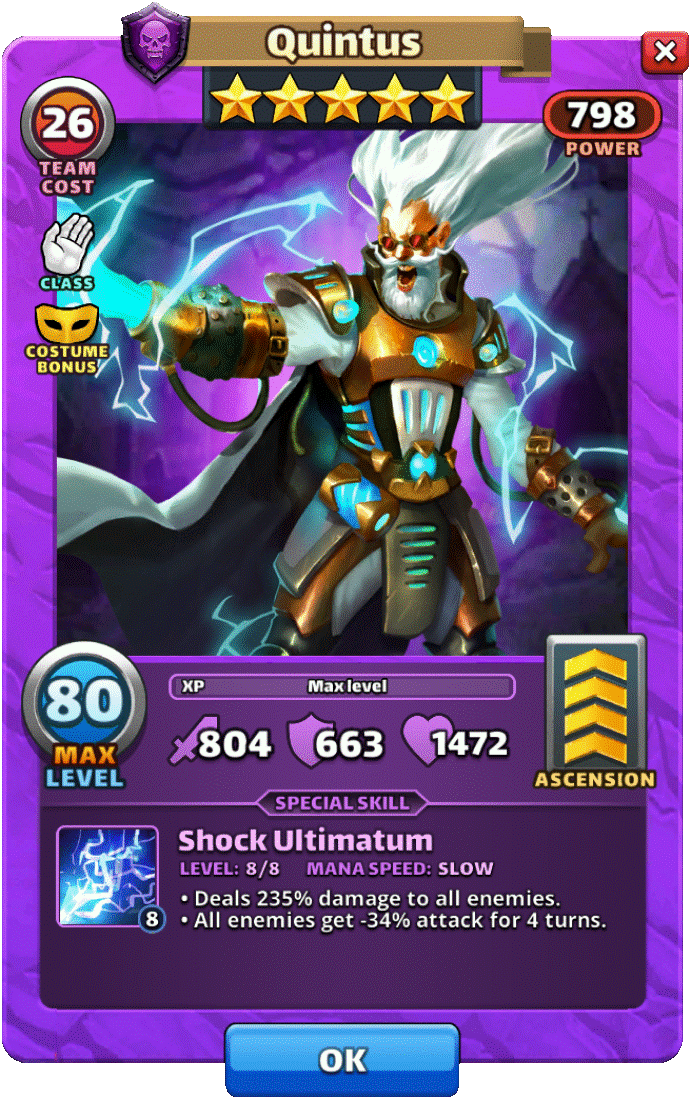 Quintus
26
TEAM
COST
798
POWER
CLASS
COSTUME
BONUS
80
MAX
LEVEL
XP Max level
804 663 1472
ASCENSION
SPECIAL SKILL
Shock Ultimatum
LEVEL: 8/8 MANA SPEED: SLOW
8
• Deals 235% damage to all enemies.
• All enemies get -34% attack for 4 turns.
OK